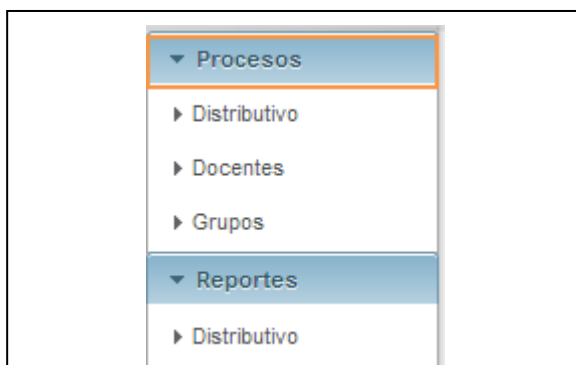 Procesos
Distributivo
Docentes
Grupos
Reportes
Distributivo